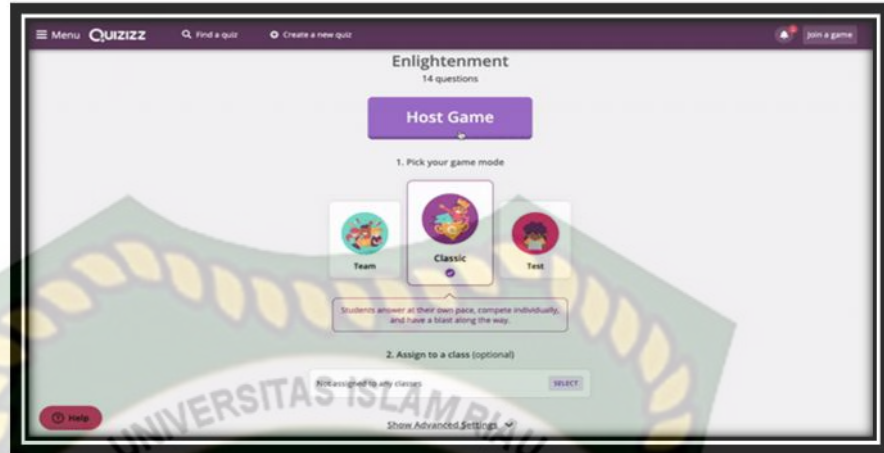 Menu QUIZIZZ Find a quiz Create a new quiz Join a game
Enlightenment
14 questions
Host Game
1. Pick your game mode
Team Classic Test
Students answer at their own pace, compete individually,
and have a blast along the way.
2. Assign to a class (optional)
Not assigned to any classes SELECT
Help
Show Advanced Settings
UNIVERSITAS ISLAM RIAU